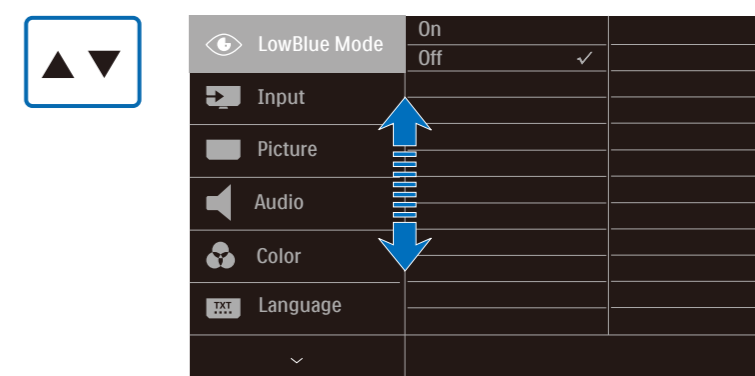 LowBlue Mode
On
Off ✓
Input
Picture
Audio
Color
TXT
Language